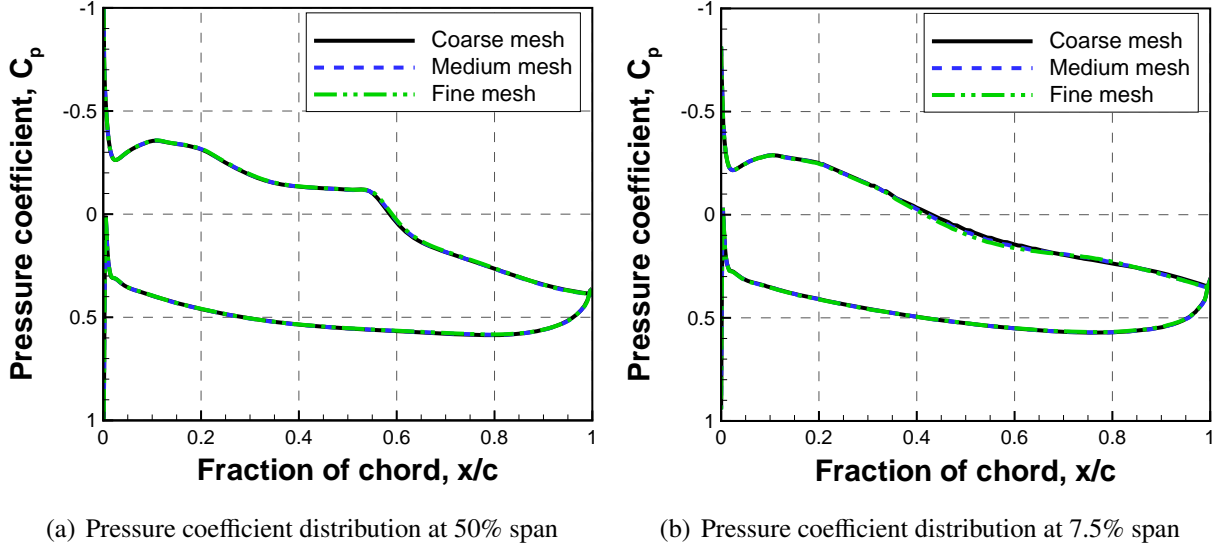 -1
-0.5
0
0.5
1
Pressure coefficient, Cₚ
Coarse mesh
Medium mesh
Fine mesh
0 0.2 0.4 0.6 0.8 1
Fraction of chord, x/c
(a) Pressure coefficient distribution at 50% span
-1
-0.5
0
0.5
1
Pressure coefficient, Cₚ
Coarse mesh
Medium mesh
Fine mesh
0 0.2 0.4 0.6 0.8 1
Fraction of chord, x/c
(b) Pressure coefficient distribution at 7.5% span